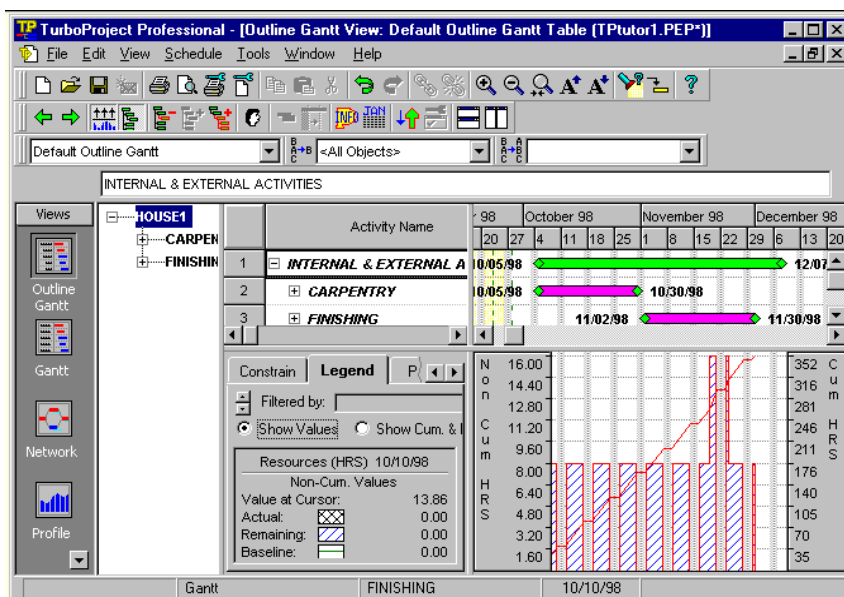 TurboProject Professional - [Outline Gantt View: Default Outline Gantt Table (TPtutor1.PEP*)]
File Edit View Schedule Tools Window Help
INFO JAN
Default Outline Gantt <All Objects>
INTERNAL & EXTERNAL ACTIVITIES
Views
Outline Gantt
Gantt
Network
Profile
HOUSE1
CARPEN
FINISHIN
Activity Name
98 October 98 November 98 December 98
20 27 4 11 18 25 1 8 15 22 29 6 13 20
1 INTERNAL & EXTERNAL A 10/05/98 12/07
2 CARPENTRY 10/05/98 10/30/98
3 FINISHING 11/02/98 11/30/98
Constrain Legend P
Filtered by:
Show Values Show Cum. &
Resources (HRS) 10/10/98
Non-Cum. Values
Value at Cursor: 13.86
Actual: 0.00
Remaining: 0.00
Baseline: 0.00
Non Cum HRS
16.00
14.40
12.80
11.20
9.60
8.00
6.40
4.80
3.20
1.60
352
316
281
246
211
176
140
105
70
35
Cum HRS
Gantt FINISHING 10/10/98